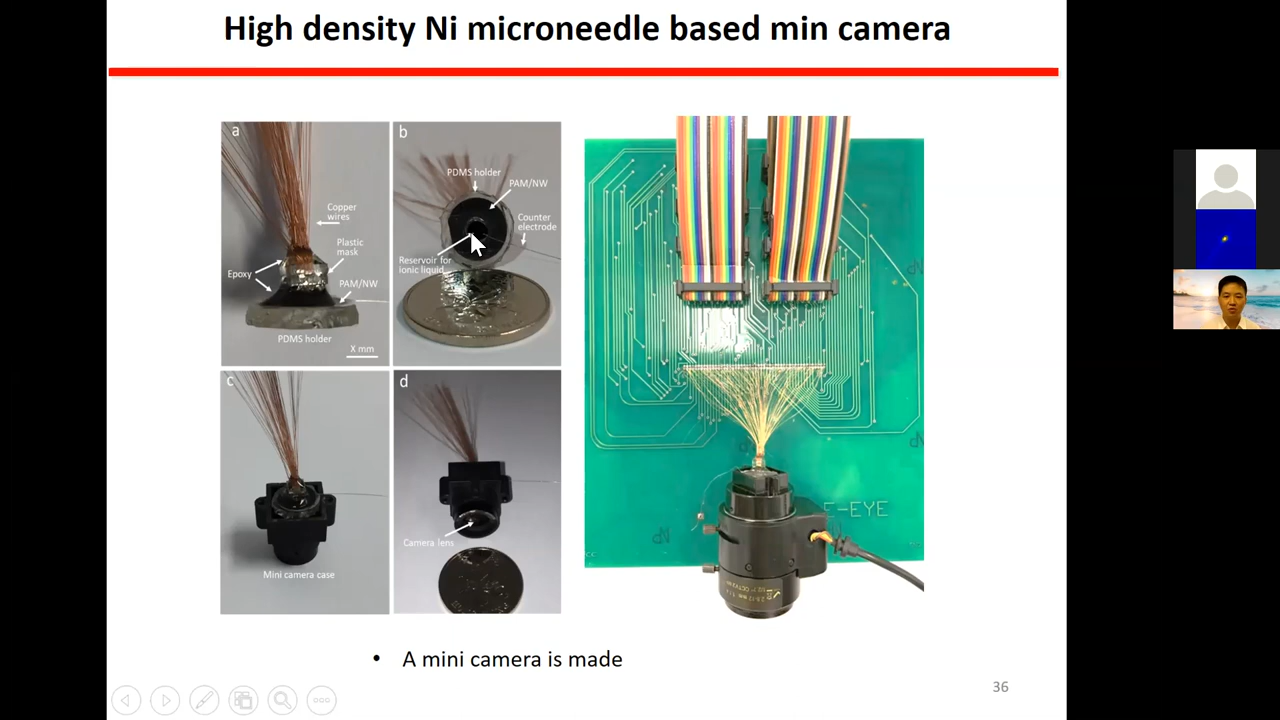 High density Ni microneedle based min camera
a
Copper
wires
Plastic
mask
Epoxy
PAM/NW
PDMS holder
X mm
b
PDMS holder
PAM/NW
Counter
electrode
Reservoir for
ionic liquid
c
Mini camera case
d
Camera lens
E-EYE
• A mini camera is made
36